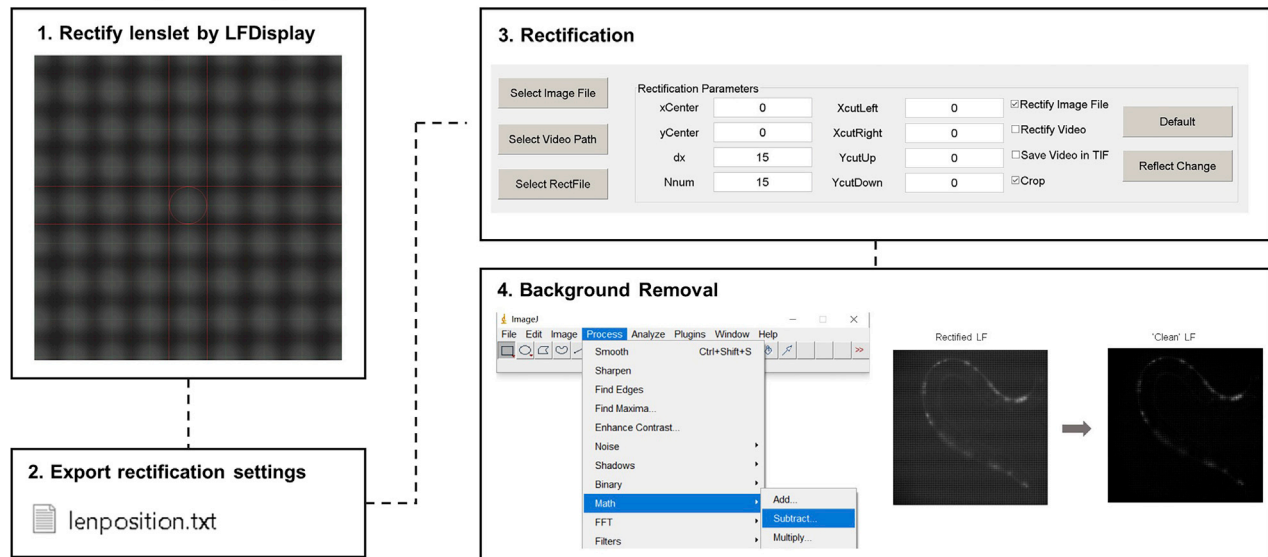 1. Rectify lenslet by LFDisplay
2. Export rectification settings
lenposition.txt
3. Rectification
Select Image File
Select Video Path
Select RectFile
Rectification Parameters
xCenter 0 XcutLeft 0 Rectify Image File
yCenter 0 XcutRight 0 Rectify Video
dx 15 YcutUp 0 Save Video in TIF
Nnum 15 YcutDown 0 Crop
Default
Reflect Change
4. Background Removal
ImageJ
File Edit Image Process Analyze Plugins Window Help
>>
Smooth Ctrl+Shift+S
Sharpen
Find Edges
Find Maxima...
Enhance Contrast...
Noise
Shadows
Binary
Math
FFT
Filters
Add...
Subtract...
Multiply...
Rectified LF
'Clean' LF